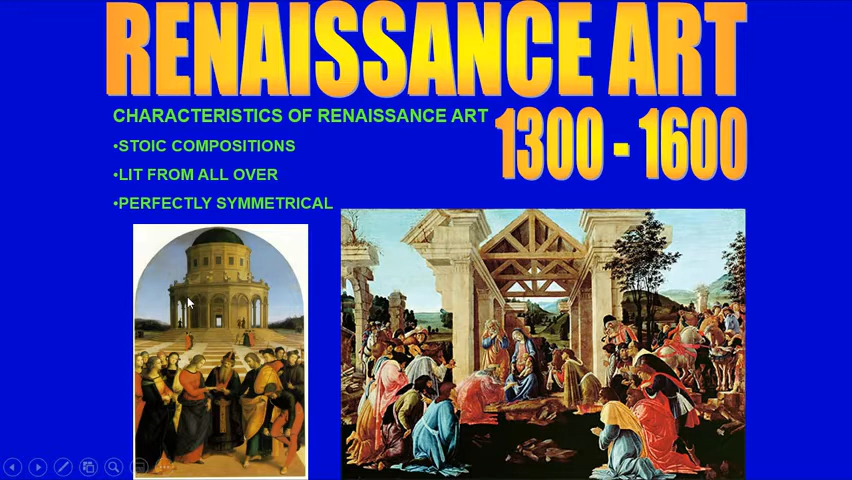 RENAISSANCE ART
CHARACTERISTICS OF RENAISSANCE ART
1300 - 1600
•STOIC COMPOSITIONS
•LIT FROM ALL OVER
•PERFECTLY SYMMETRICAL